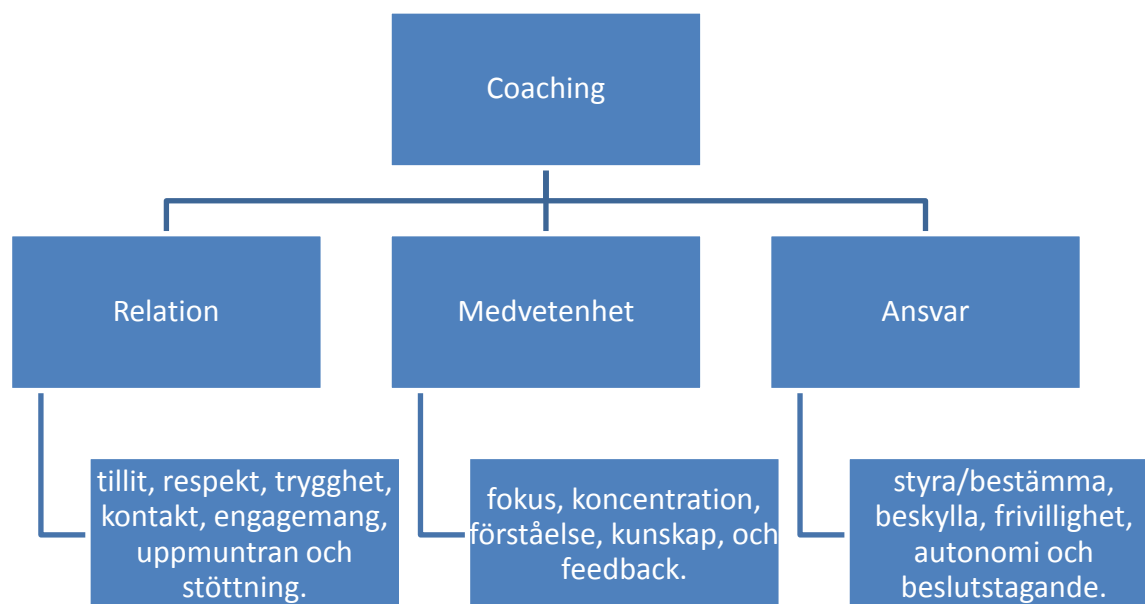 Coaching
Relation
Medvetenhet
Ansvar
tillit, respekt, trygghet,
kontakt, engagemang,
uppmuntran och
stöttning.
fokus, koncentration,
förståelse, kunskap, och
feedback.
styra/bestämma,
beskylla, frivillighet,
autonomi och
beslutstagande.